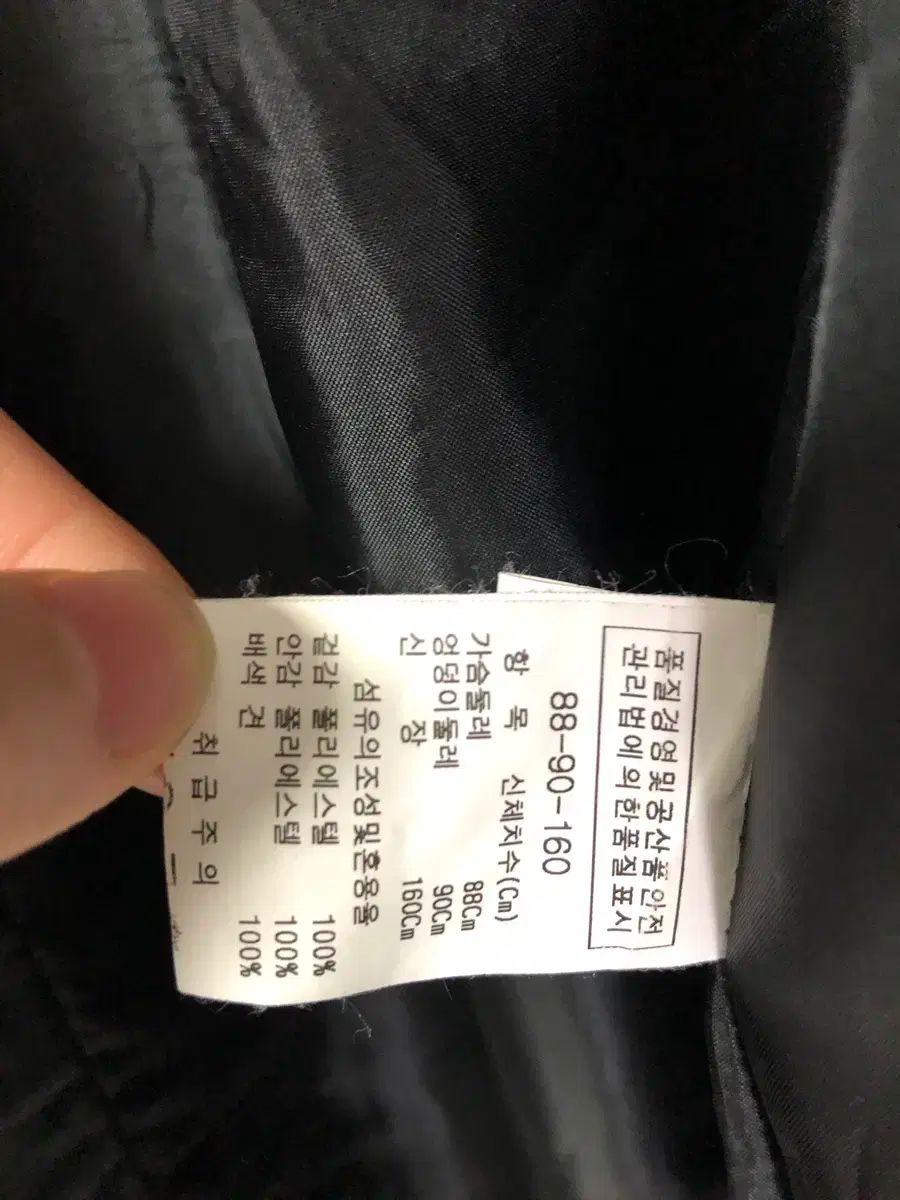 품질경영및공산품안전
관리법에의한품질표시
88-90-160
항 목 신체치수(Cm)
가슴둘레 88Cm
엉덩이둘레 90Cm
신 장 160Cm
섬유의조성및혼용율
겉감 폴리에스텔 100%
안감 폴리에스텔 100%
배색 견 100%
취 급 주 의